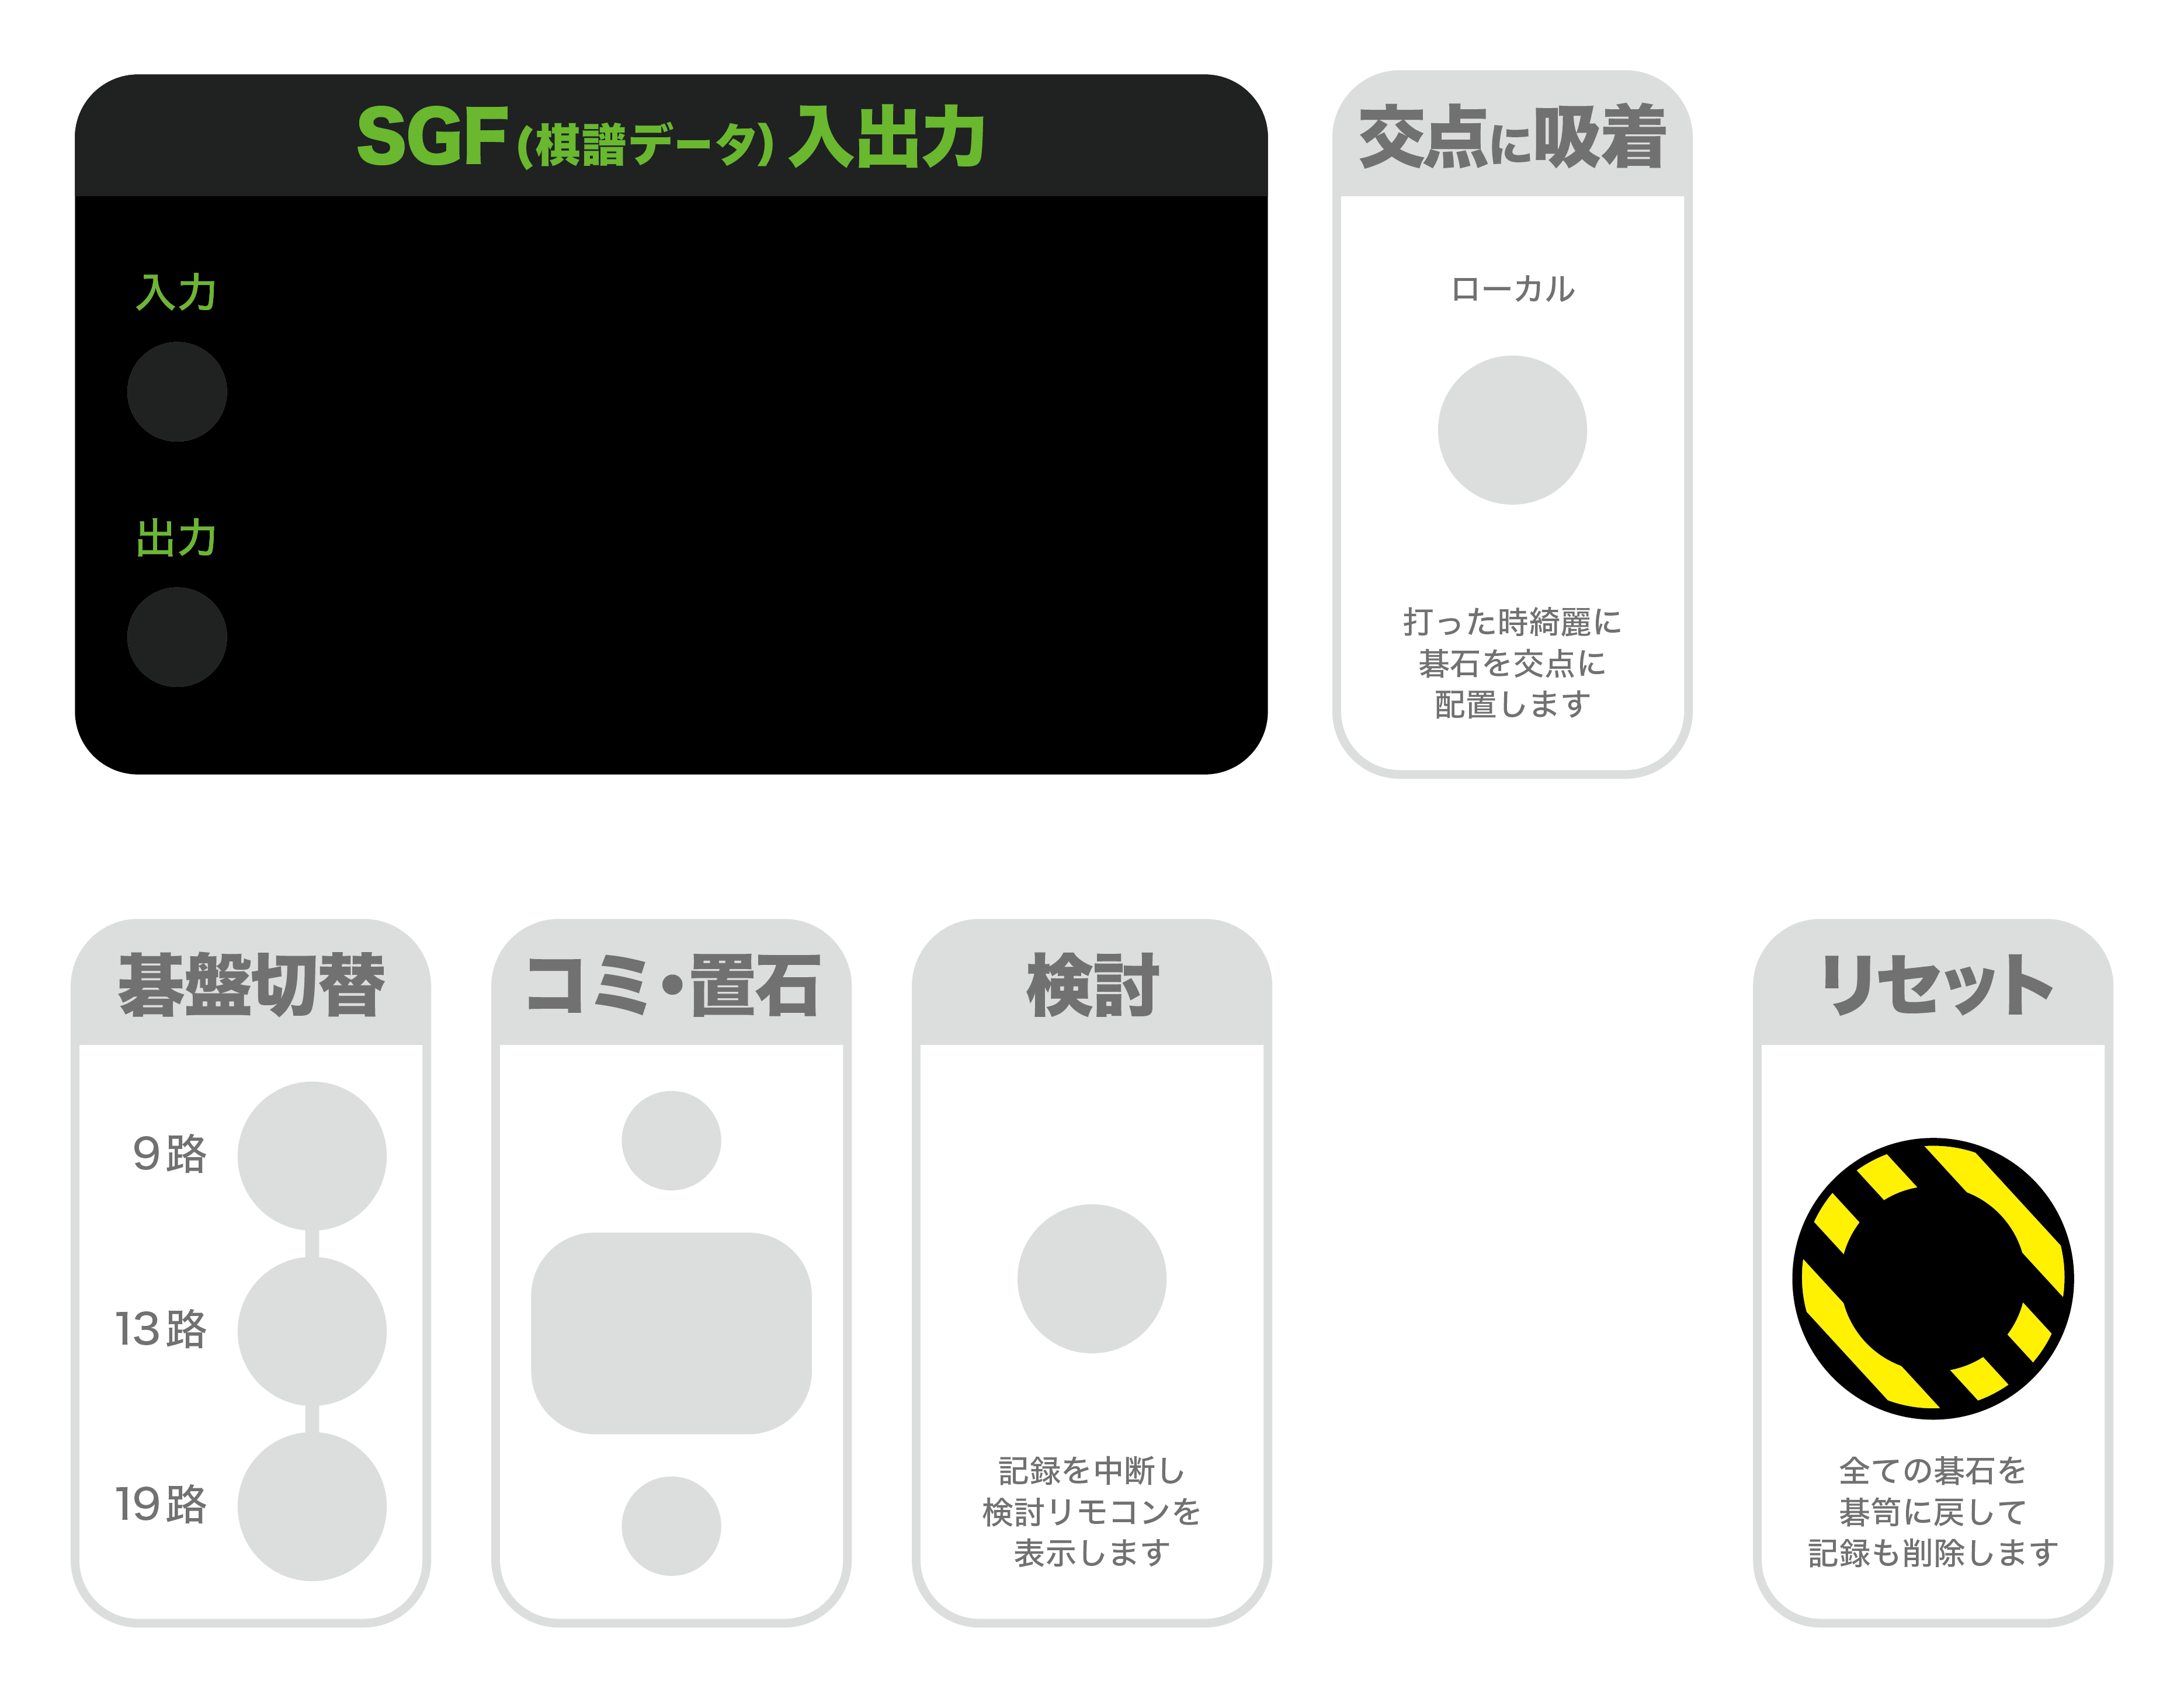 SGF(棋譜データ)入出力
入力
出力
交点に吸着
ローカル
打った時綺麗に
碁石を交点に
配置します
碁盤切替
9路
13路
19路
コミ・置石
検討
記録を中断し
検討リモコンを
表示します
リセット
全ての碁石を
碁笥に戻して
記録も削除します